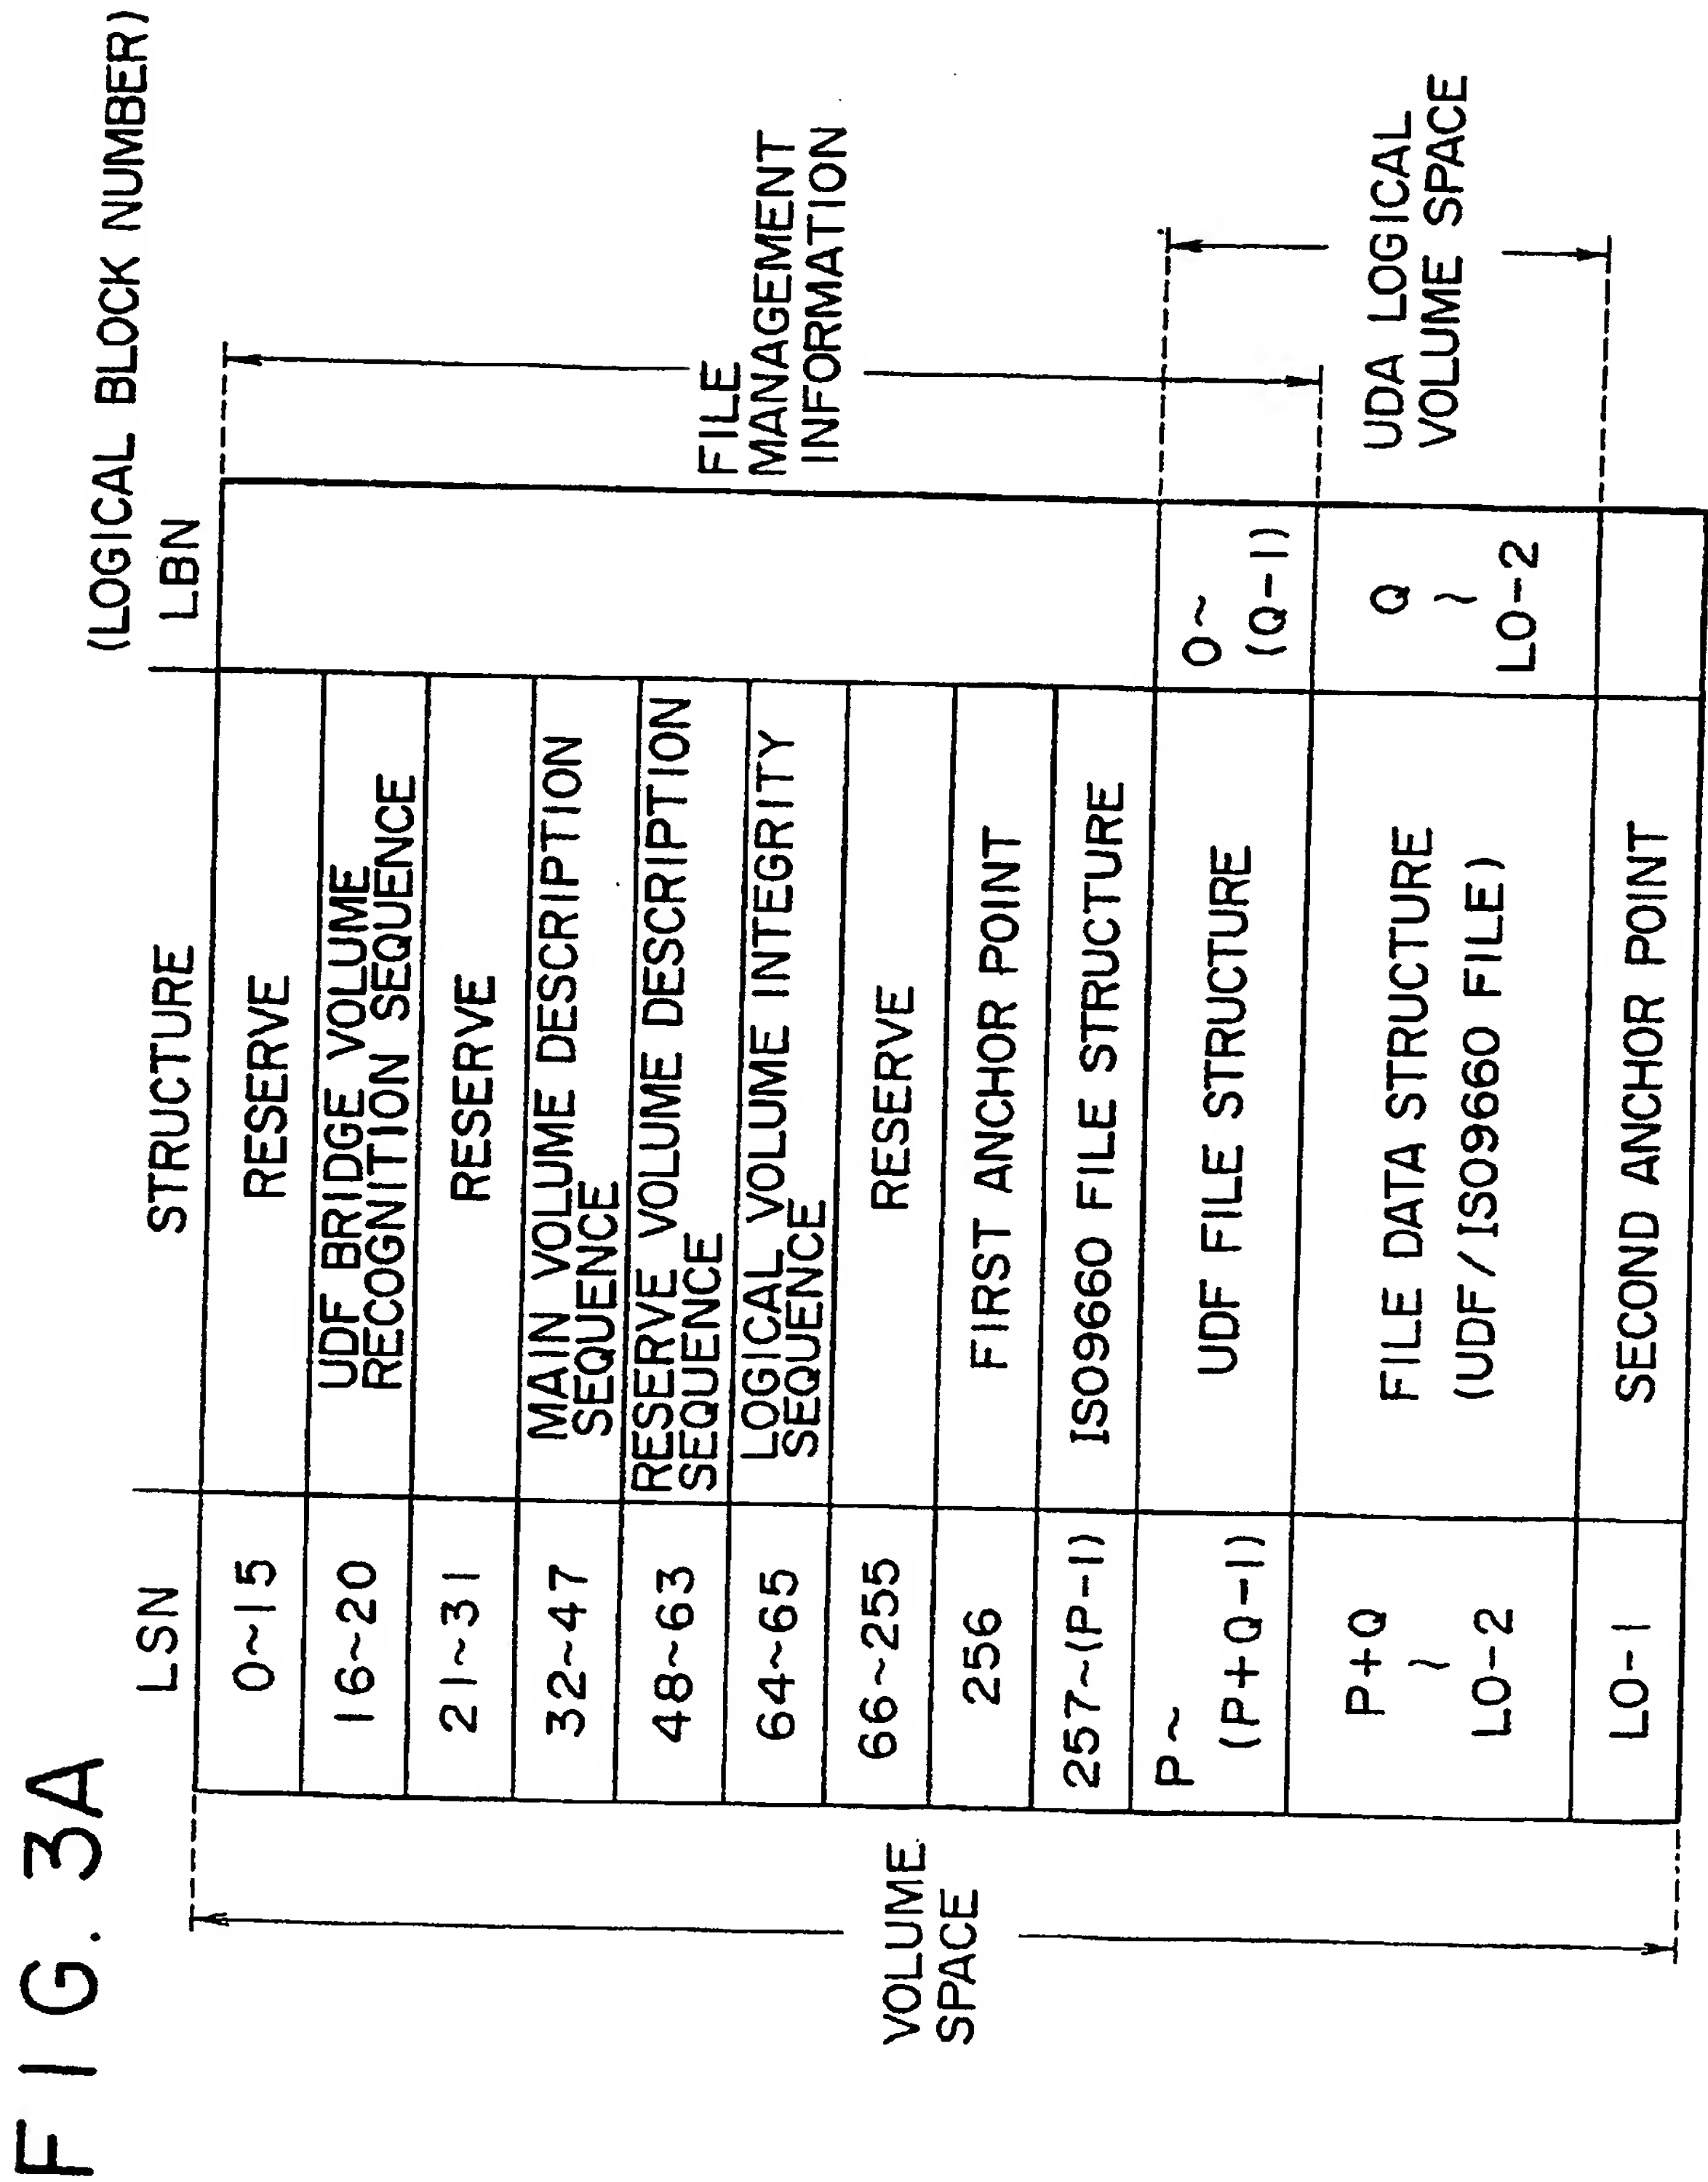 FIG. 3A
(LOGICAL BLOCK NUMBER)
LSN STRUCTURE LBN
0~15 RESERVE
16~20 UDF BRIDGE VOLUME
RECOGNITION SEQUENCE
21~31 RESERVE
32~47 MAIN VOLUME DESCRIPTION
SEQUENCE
48~63 RESERVE VOLUME DESCRIPTION
SEQUENCE
64~65 LOGICAL VOLUME INTEGRITY
SEQUENCE
66~255 RESERVE
256 FIRST ANCHOR POINT
257~(P-1) ISO9660 FILE STRUCTURE
P~
(P+Q-1)
UDF FILE STRUCTURE
0~
(Q-1)
P+Q
~
LO-2
FILE DATA STRUCTURE
(UDF/ISO9660 FILE)
Q
~
LO-2
LO-1 SECOND ANCHOR POINT
VOLUME
SPACE
FILE
MANAGEMENT
INFORMATION
UDA LOGICAL
VOLUME SPACE